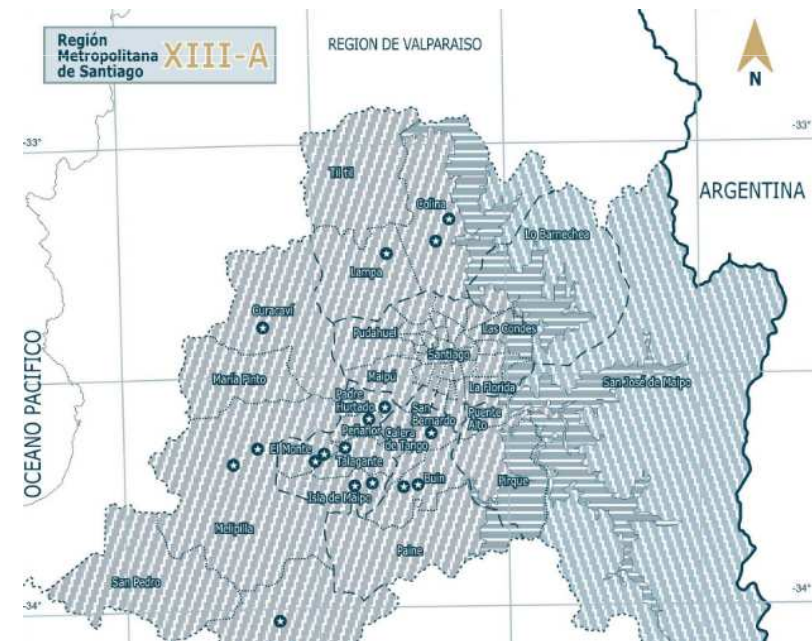 Región
Metropolitana
de Santiago
XIII-A
REGION DE VALPARAISO
N
-33°
-33°
Til til
ARGENTINA
Colina
Lo Barnechea
Lampa
Curacaví
Pudahuel
Las Condes
Santiago
OCEANO PACIFICO
María Pinto
Maipú
La Florida
San José de Maipo
Padre
Hurtado
San
Bernardo
Puente
Alto
Peñaflor
Calera
de Tango
El Monte
Talagante
Buin
Pirque
Isla de Maipo
Melipilla
Paine
San Pedro
-34°
-34°